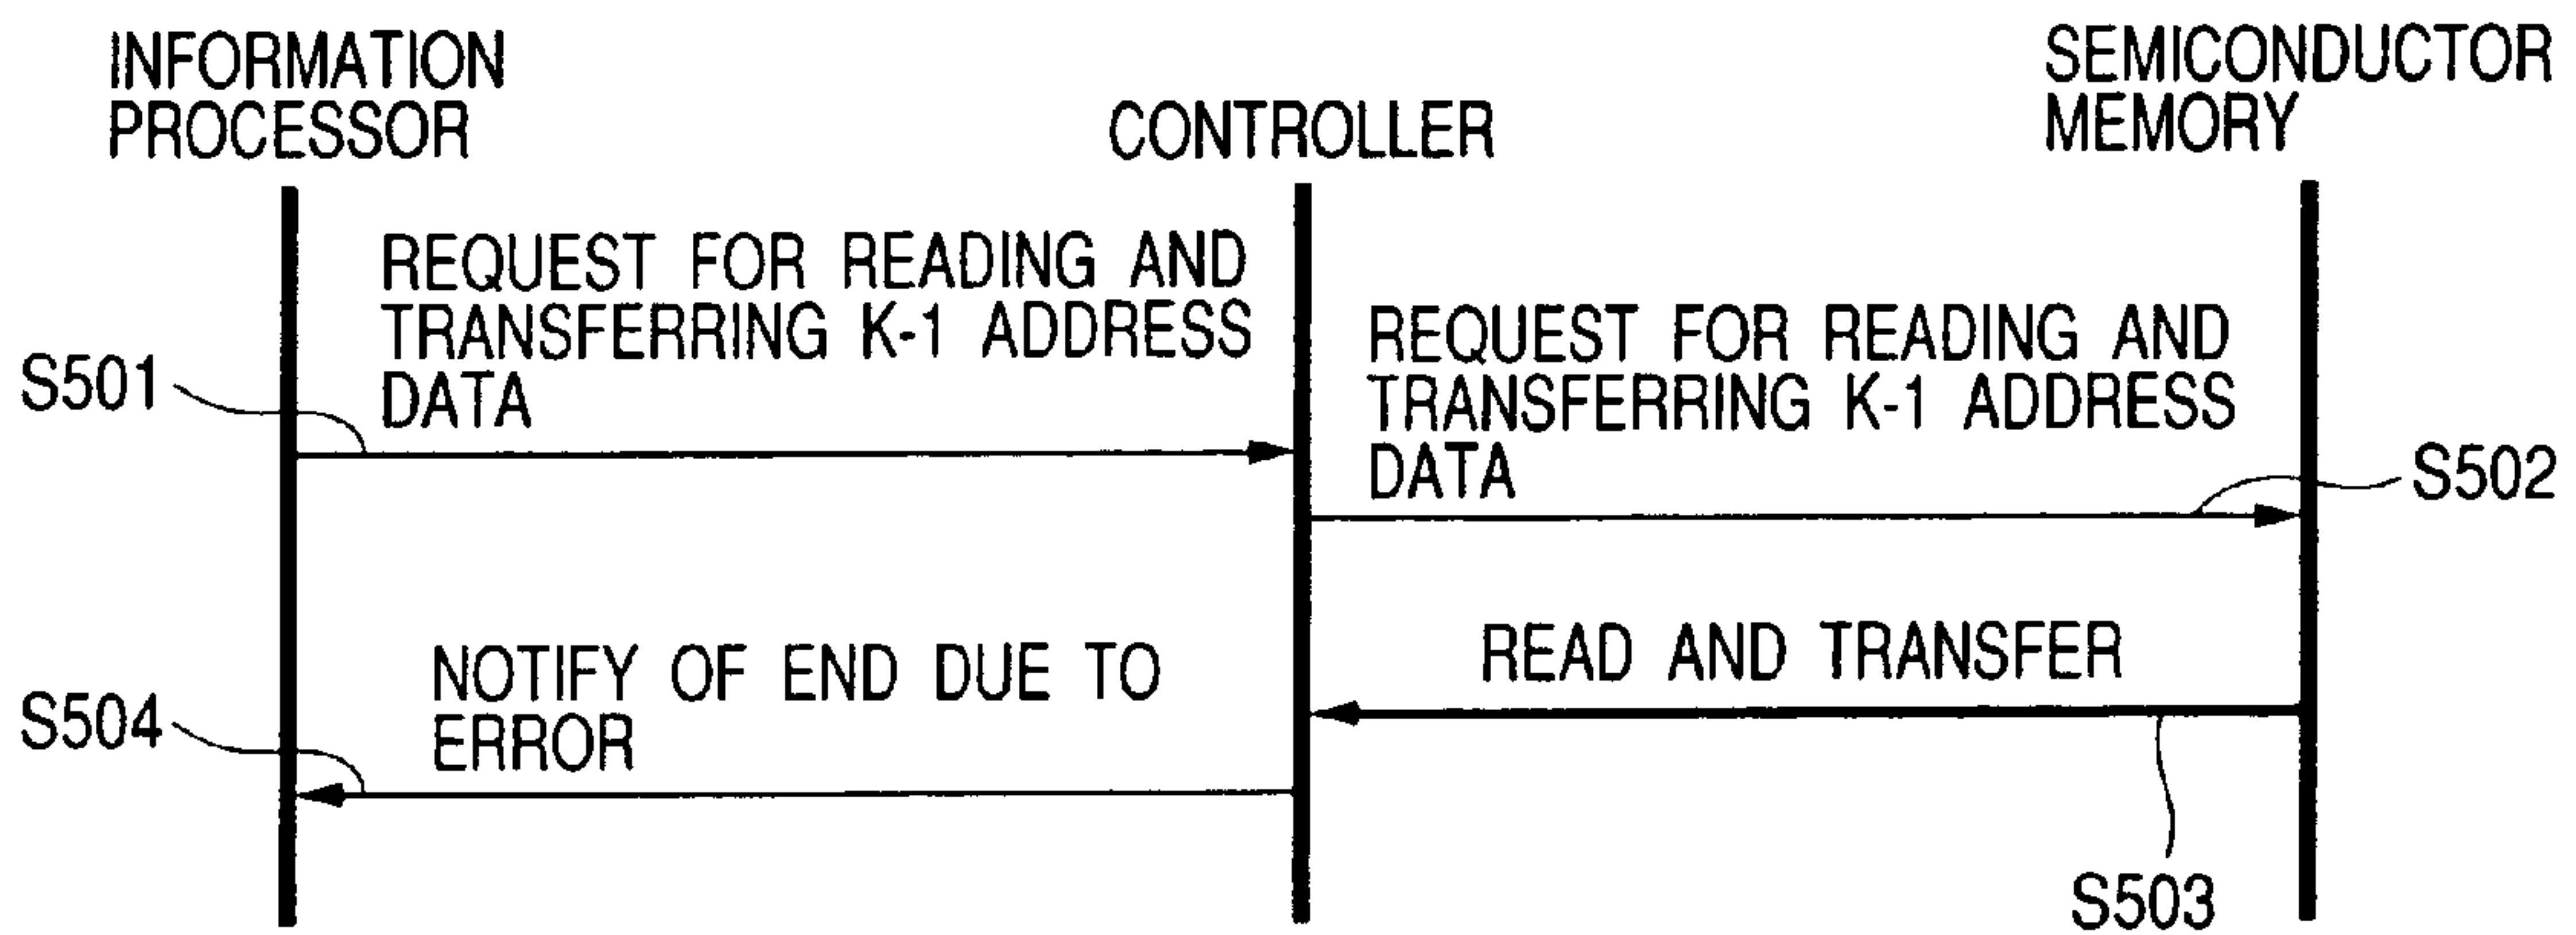 INFORMATION
PROCESSOR
CONTROLLER
SEMICONDUCTOR
MEMORY
REQUEST FOR READING AND
TRANSFERRING K-1 ADDRESS
DATA
S501
REQUEST FOR READING AND
TRANSFERRING K-1 ADDRESS
DATA
S502
READ AND TRANSFER
S503
NOTIFY OF END DUE TO
ERROR
S504